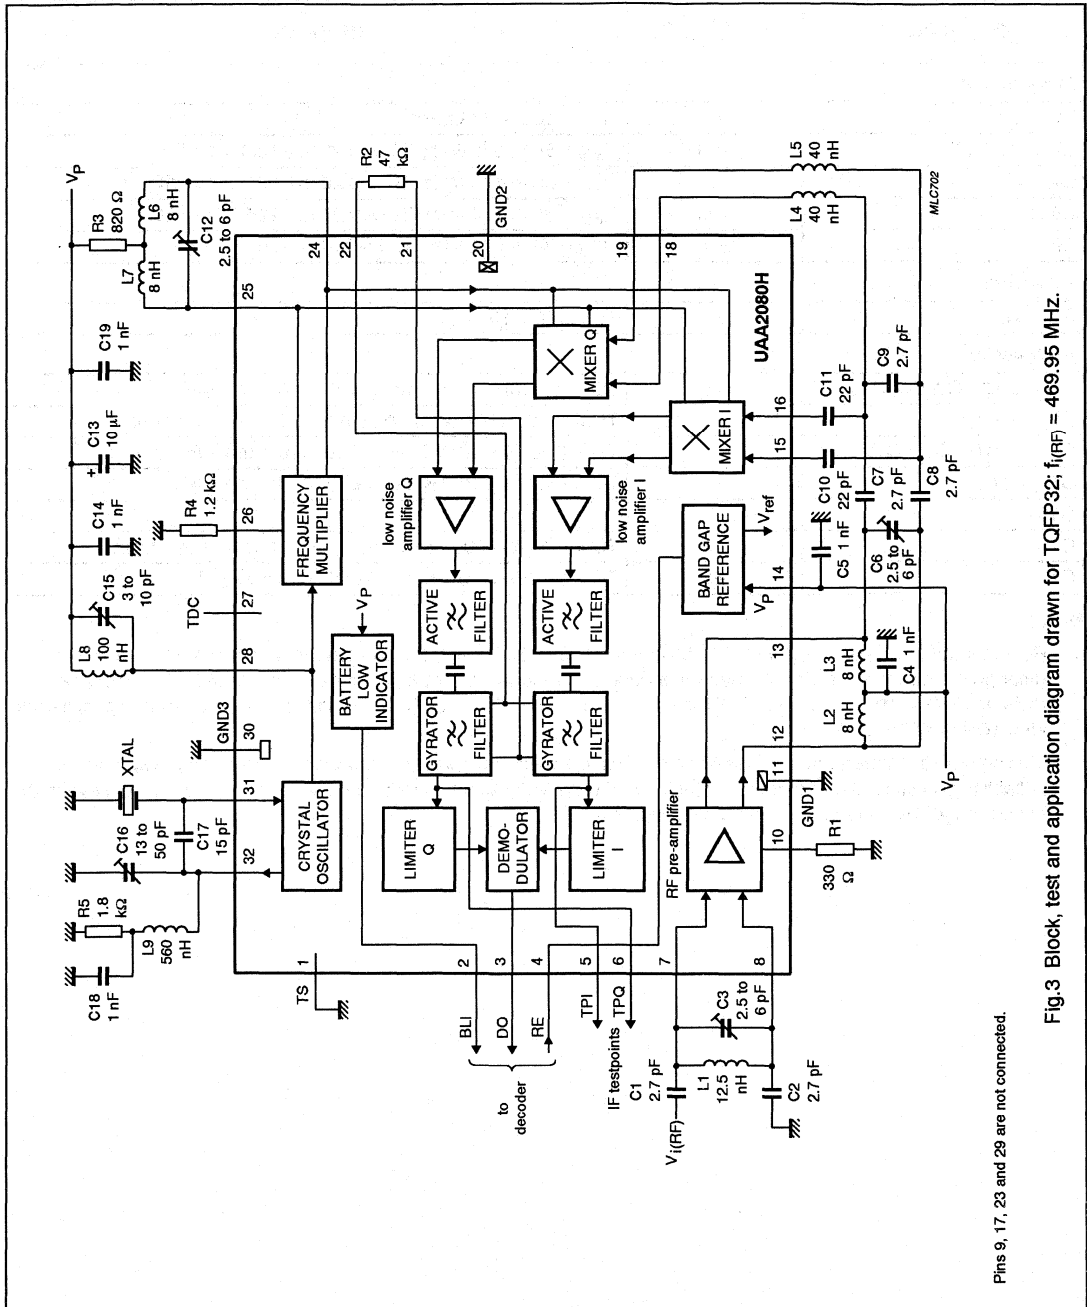 V_P
R3
820 Ω
L6
8 nH
L7
8 nH
C12
2.5 to 6 pF
C19
1 nF
C13
10 µF
+
C14
1 nF
C15
3 to
10 pF
L8
100
nH
R4
1.2 kΩ
R2
47
kΩ
XTAL
C16
13 to
50 pF
C17
15 pF
R5
1.8
kΩ
L9
560
nH
C18
1 nF
TS
1
32
31
GND3
30
28
TDC
27
26
25
24
22
21
20
GND2
19
18
L5
40
nH
L4
40
nH
MLC702
CRYSTAL
OSCILLATOR
FREQUENCY
MULTIPLIER
BATTERY
LOW
INDICATOR
V_P
low noise
amplifier Q
ACTIVE
FILTER
GYRATOR
FILTER
LIMITER
Q
DEMO-
DULATOR
LIMITER
I
GYRATOR
FILTER
ACTIVE
FILTER
low noise
amplifier I
MIXER Q
MIXER I
UAA2080H
BAND GAP
REFERENCE
V_ref
V_P
14
15
16
RF pre-amplifier
2
BLI
3
DO
4
RE
to
decoder
5
TPI
6
TPQ
IF testpoints
7
8
C1
2.7 pF
V_i(RF)
L1
12.5
nH
C3
2.5 to
6 pF
C2
2.7 pF
10
R1
330
Ω
11
GND1
12
13
L2
8 nH
L3
8 nH
C4 1 nF
V_P
C5 1 nF
C6
2.5 to
6 pF
C7
2.7 pF
C8
2.7 pF
C10
22 pF
C11
22 pF
C9
2.7 pF
Pins 9, 17, 23 and 29 are not connected.
Fig.3 Block, test and application diagram drawn for TQFP32; f_i(RF) = 469.95 MHz.